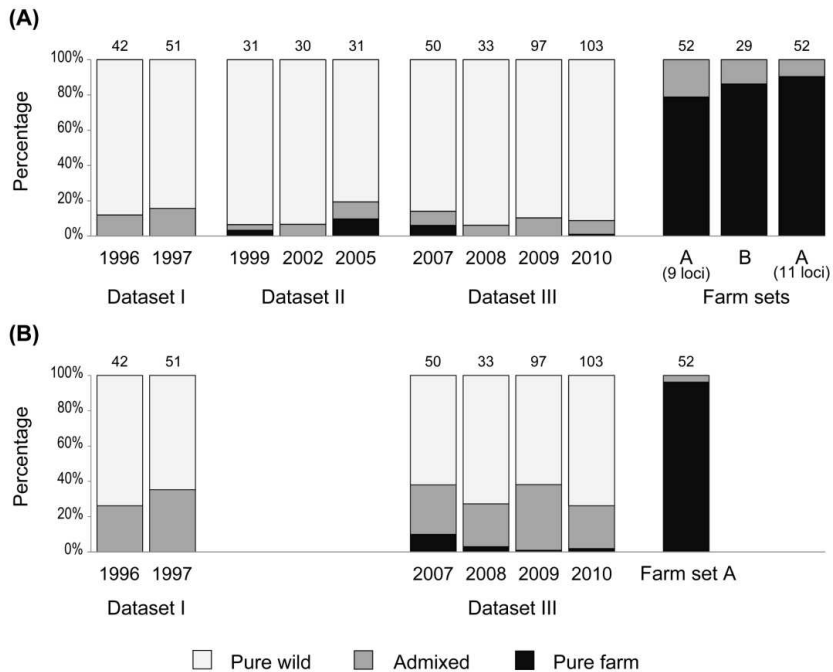 (A)
42 51 31 30 31 50 33 97 103 52 29 52
100%
80%
60%
40%
20%
0%
Percentage
1996 1997 1999 2002 2005 2007 2008 2009 2010 A B A
(9 loci) (11 loci)
Dataset I Dataset II Dataset III Farm sets
(B)
42 51 50 33 97 103 52
100%
80%
60%
40%
20%
0%
Percentage
1996 1997 2007 2008 2009 2010 Farm set A
Dataset I Dataset III
Pure wild Admixed Pure farm